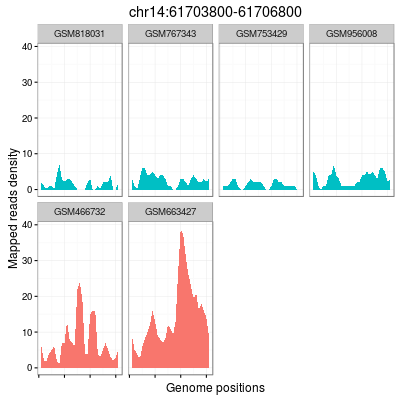 chr14:61703800-61706800
GSM818031 GSM767343 GSM753429 GSM956008
40
30
20
10
0
Mapped reads density
GSM466732 GSM663427
40
30
20
10
0
Genome positions